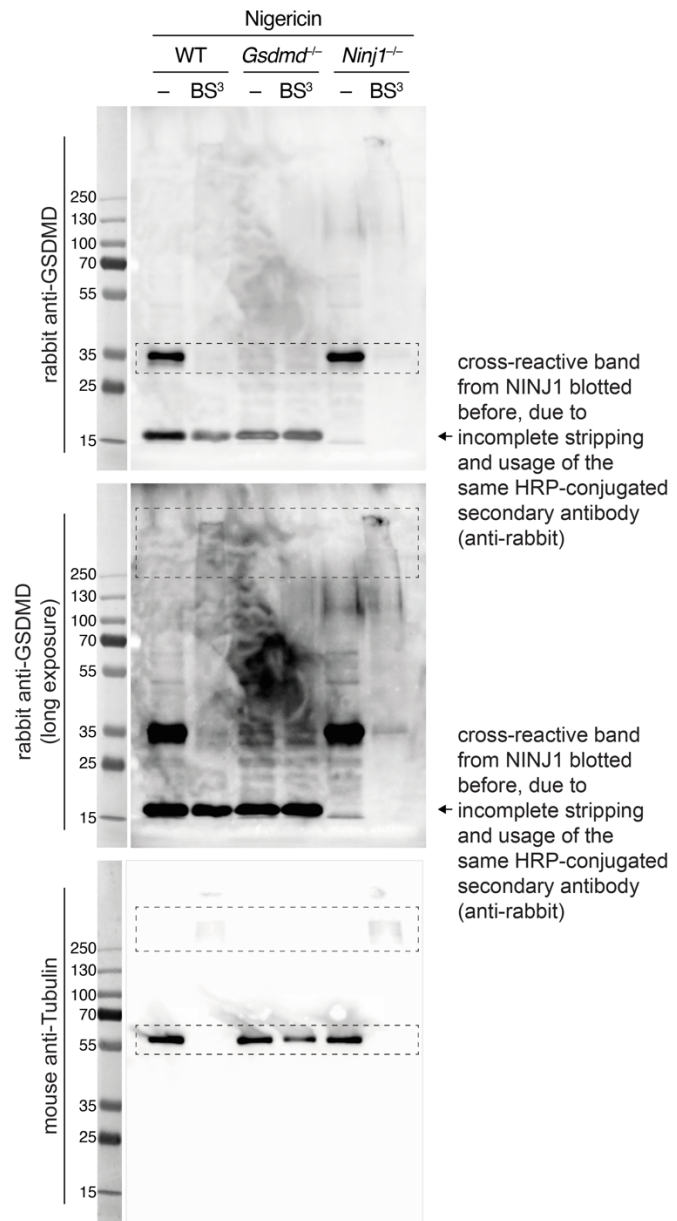 Nigericin
WT Gsdmd–/– Ninj1–/–
– BS³ – BS³ – BS³
rabbit anti-GSDMD
250
130
100
70
55
35
25
15
cross-reactive band
from NINJ1 blotted
before, due to
incomplete stripping
and usage of the
same HRP-conjugated
secondary antibody
(anti-rabbit)
rabbit anti-GSDMD
(long exposure)
250
130
100
70
55
35
25
15
cross-reactive band
from NINJ1 blotted
before, due to
incomplete stripping
and usage of the
same HRP-conjugated
secondary antibody
(anti-rabbit)
mouse anti-Tubulin
250
130
100
70
55
35
25
15